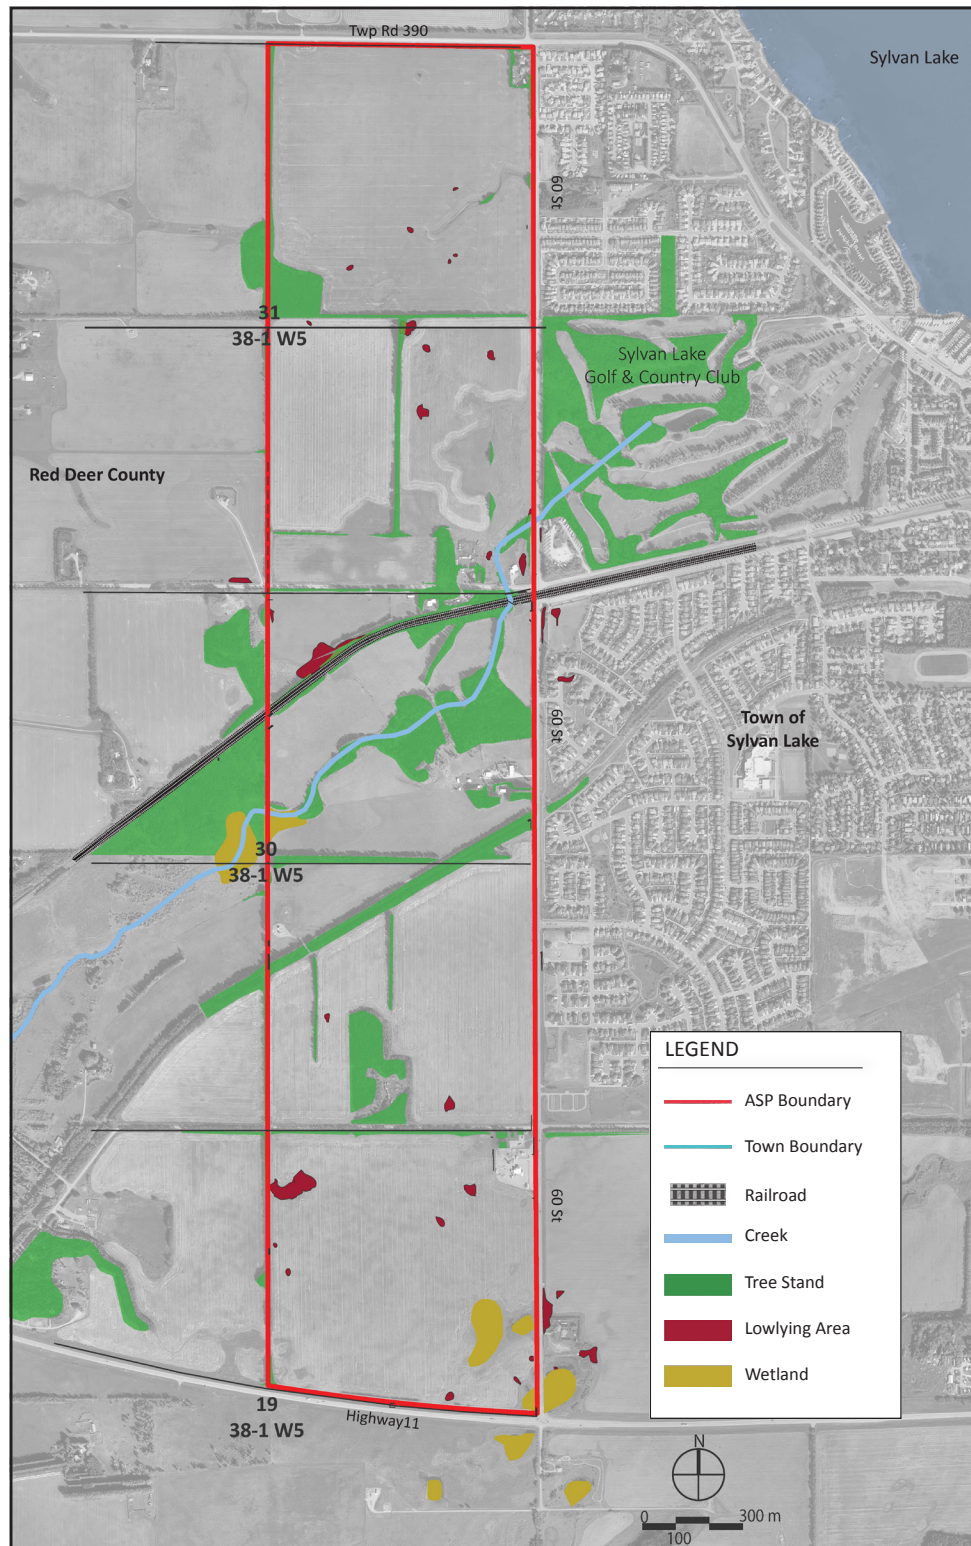 Twp Rd 390
Sylvan Lake
60 St
31
38-1 W5
Sylvan Lake
Golf & Country Club
Red Deer County
60 St
Town of
Sylvan Lake
30
38-1 W5
LEGEND
ASP Boundary
Town Boundary
Railroad
Creek
Tree Stand
Lowlying Area
Wetland
60 St
19
38-1 W5
Highway11
N
0
300 m
100